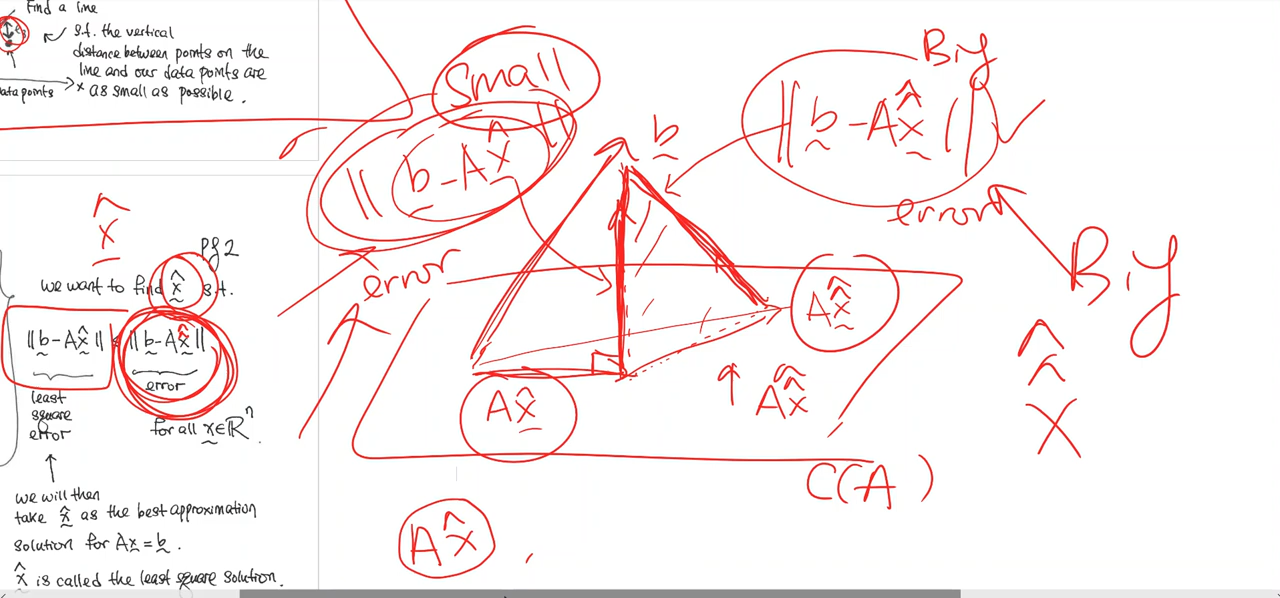 Find a line
s.t. the vertical
distance between points on the
line and our data points are
as small as possible.
data points
x
x̂
pg 2
we want to find x̂ s.t.
||b - Ax̂|| ≤ ||b - Ax̂̂||
least
square
error
error
for all x ∈ ℝⁿ.
we will then
take x̂ as the best approximation
solution for Ax = b.
x̂ is called the least square solution.
Small
||b - Ax̂||
error
b
Big
||b - Ax̂̂||
error
Big
Ax̂̂
Ax̂
Ax̂̂
x̂̂
C(A)
Ax̂